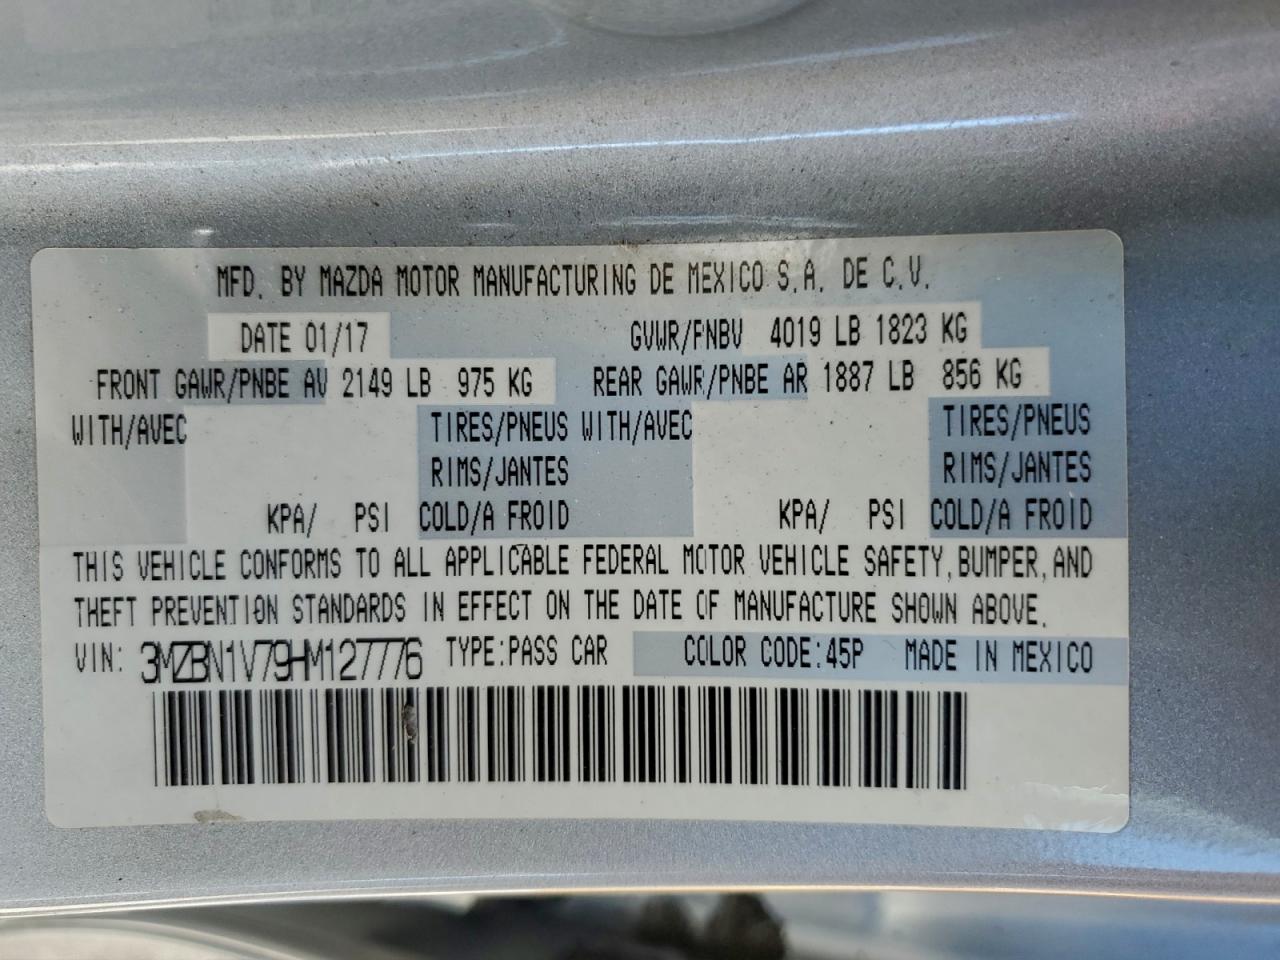 MFD. BY MAZDA MOTOR MANUFACTURING DE MEXICO S.A. DE C.V.
DATE 01/17 GVWR/PNBV 4019 LB 1823 KG
FRONT GAWR/PNBE AV 2149 LB 975 KG REAR GAWR/PNBE AR 1887 LB 856 KG
WITH/AVEC TIRES/PNEUS WITH/AVEC TIRES/PNEUS
RIMS/JANTES RIMS/JANTES
KPA/ PSI COLD/A FROID KPA/ PSI COLD/A FROID
THIS VEHICLE CONFORMS TO ALL APPLICABLE FEDERAL MOTOR VEHICLE SAFETY, BUMPER, AND
THEFT PREVENTION STANDARDS IN EFFECT ON THE DATE OF MANUFACTURE SHOWN ABOVE.
VIN: 3MZBN1V79HM127776 TYPE:PASS CAR COLOR CODE:45P MADE IN MEXICO